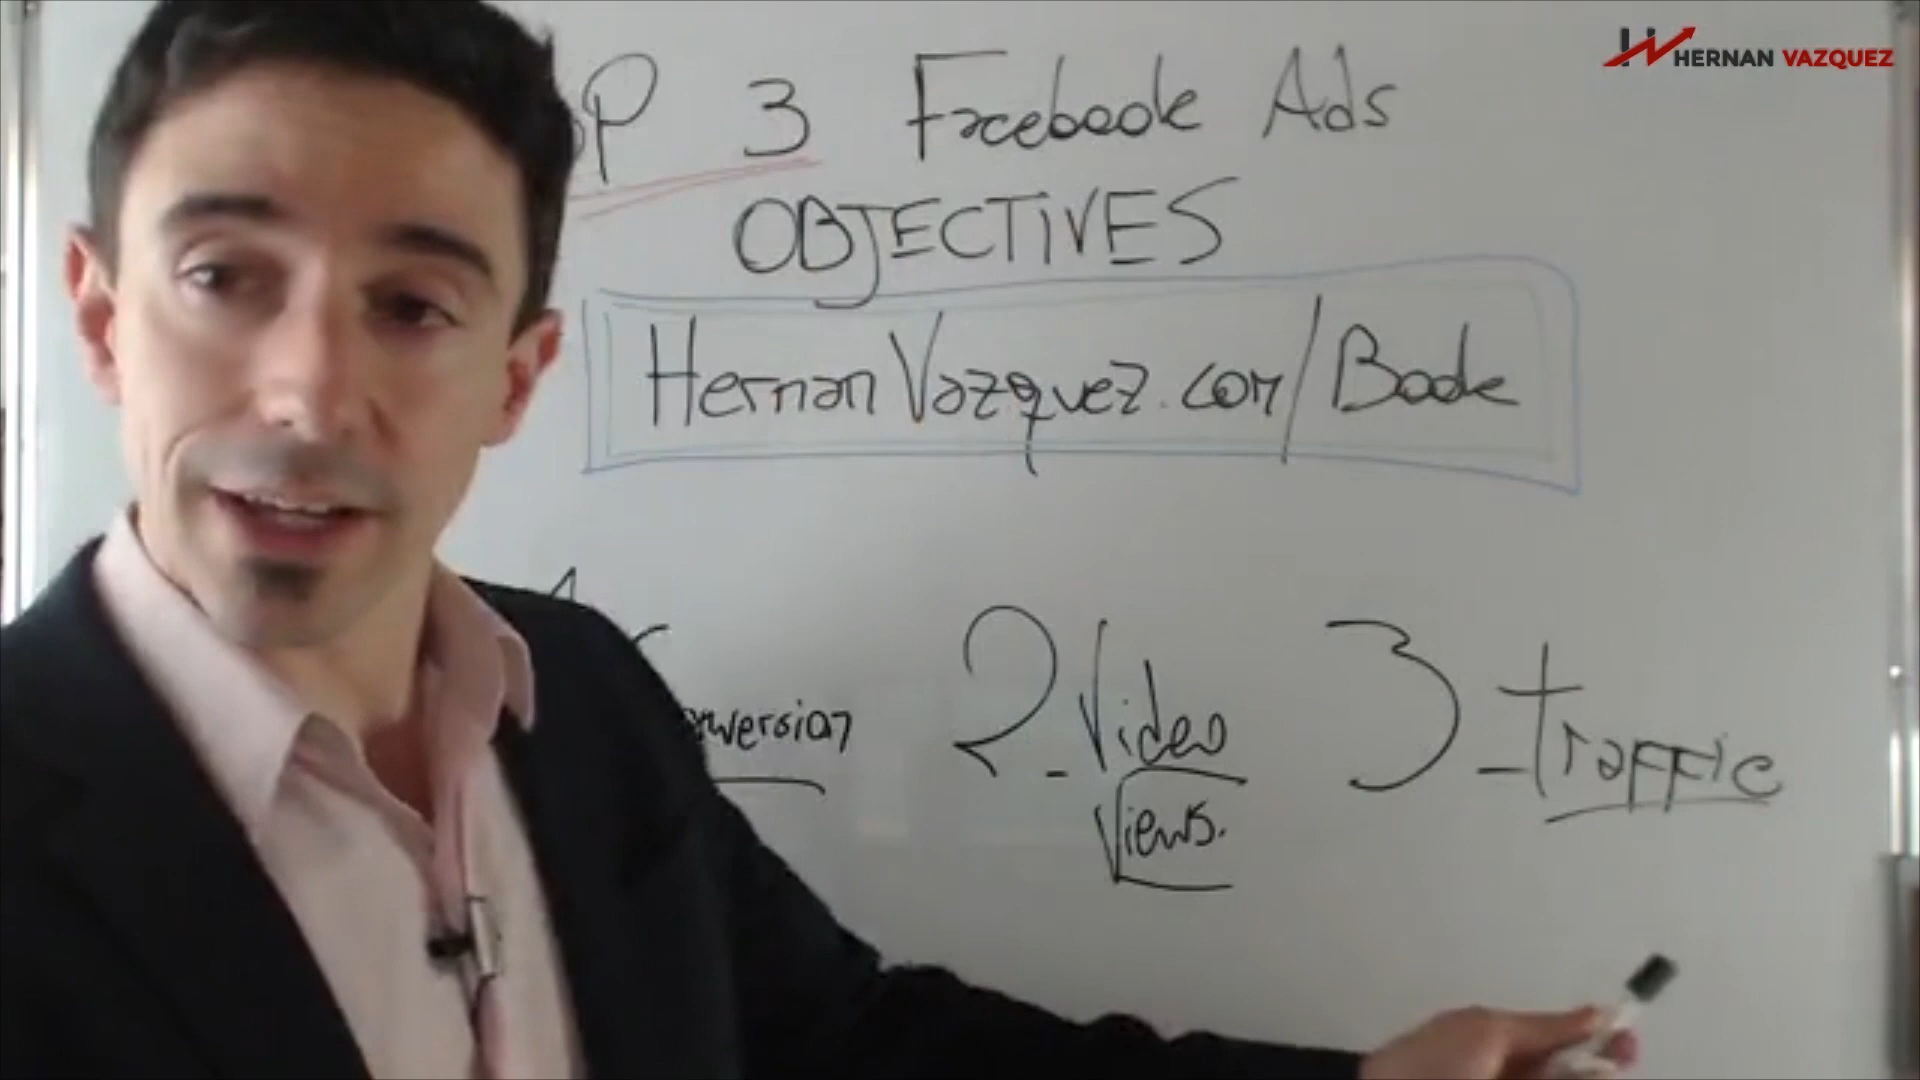 HERNAN VAZQUEZ
3 Facebook Ads
OBJECTIVES
HernanVazquez.com/Book
2_Video
Views.
3_traffic